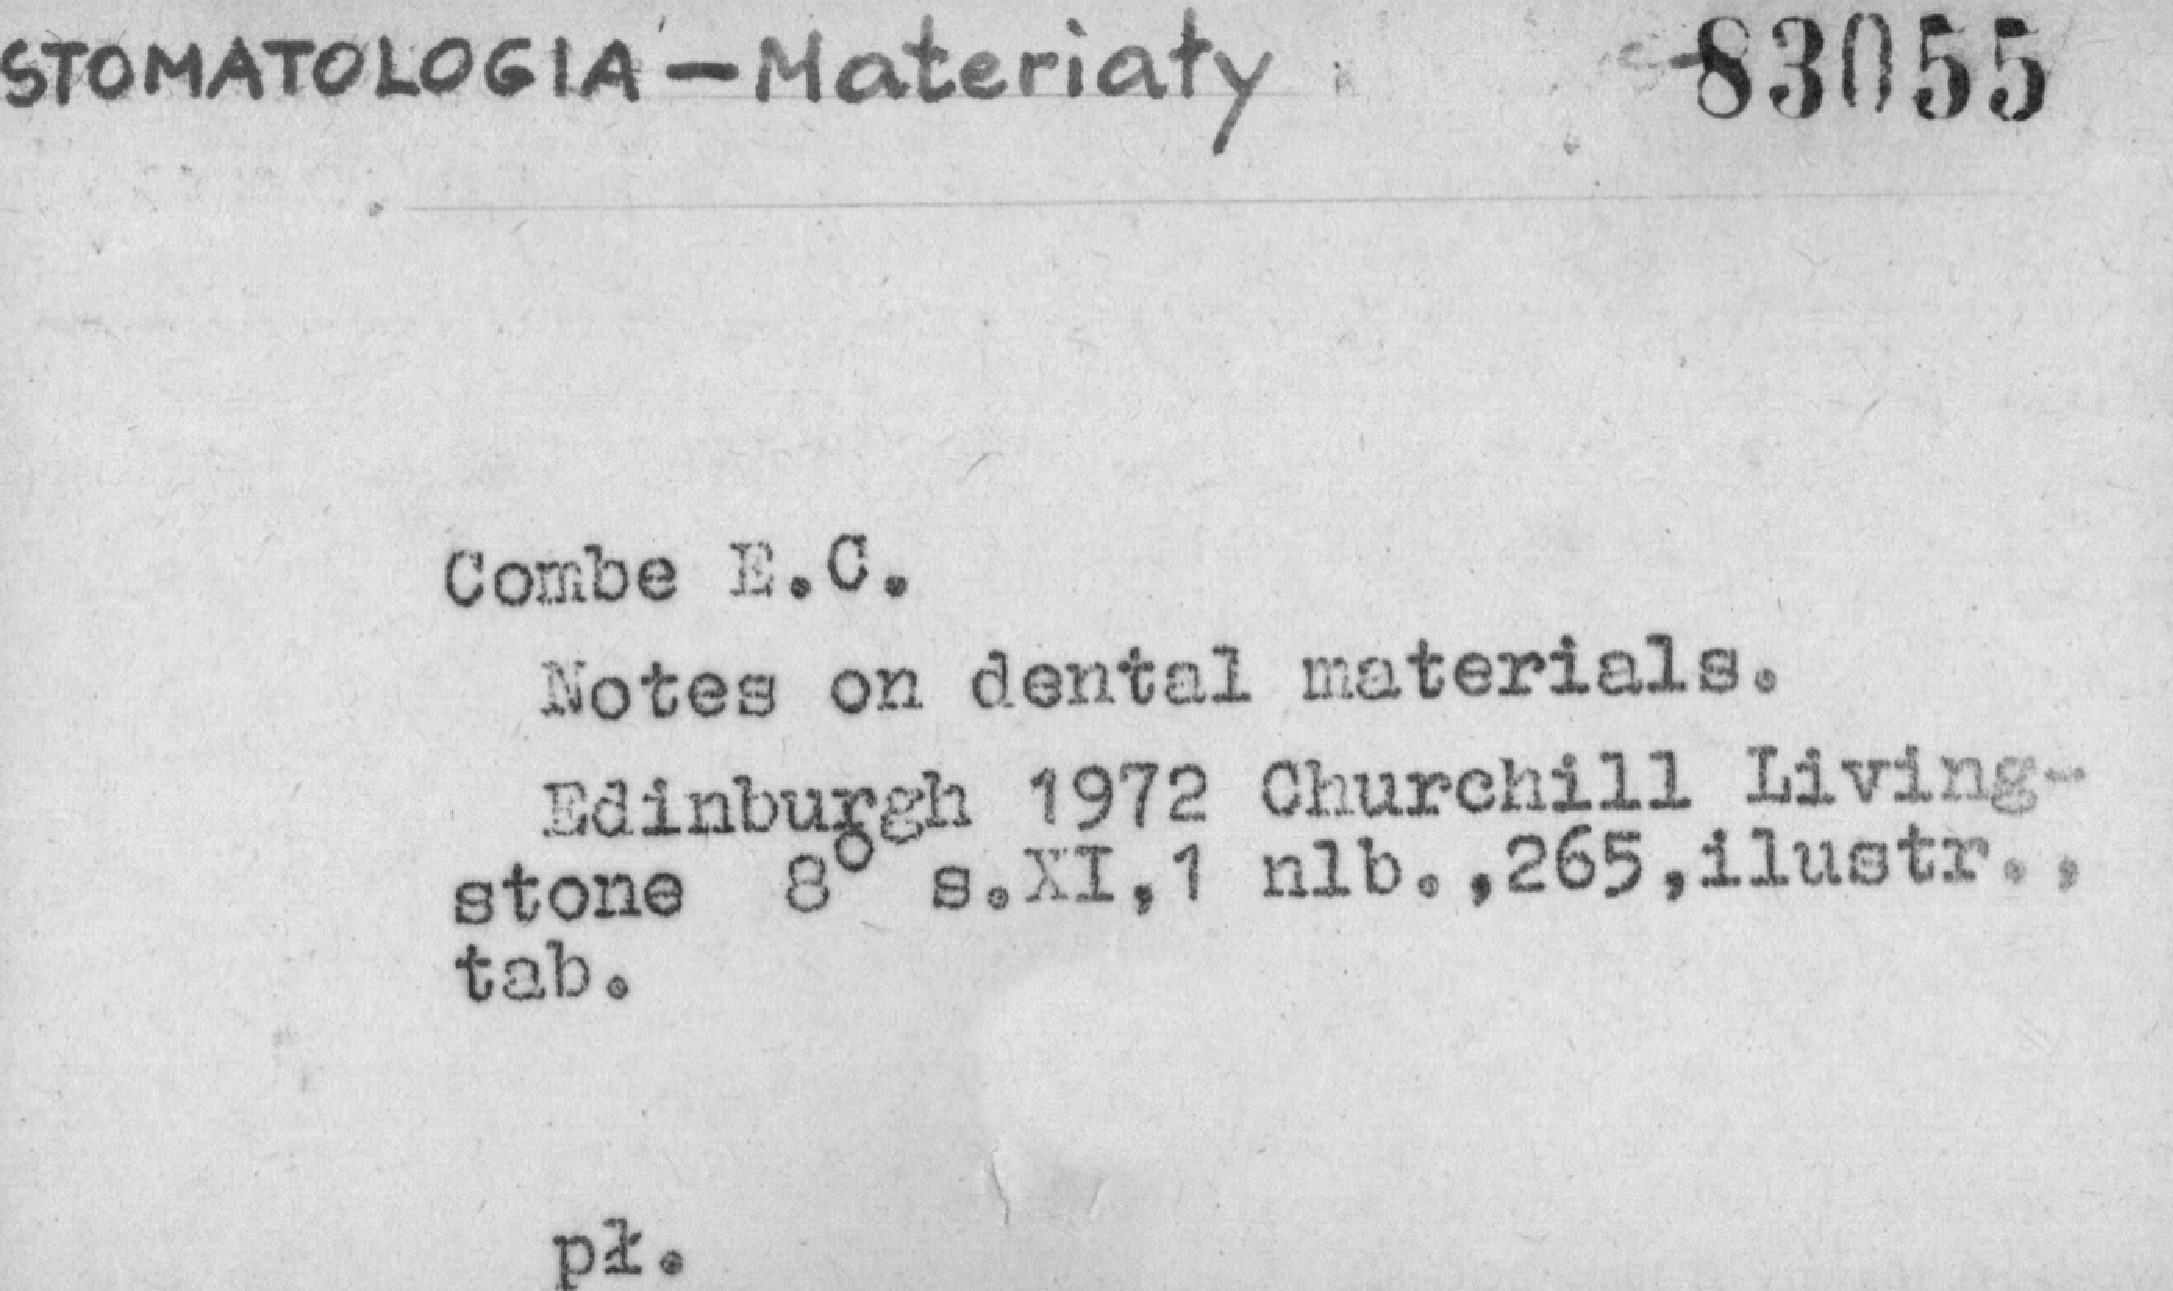 STOMATOLOGIA – Materiały 83055
Combe E.C.
Notes on dental materials.
Edinburgh 1972 Churchill Living-
stone 8° s.XI,1 nlb.,265,ilustr.,
tab.
pł.